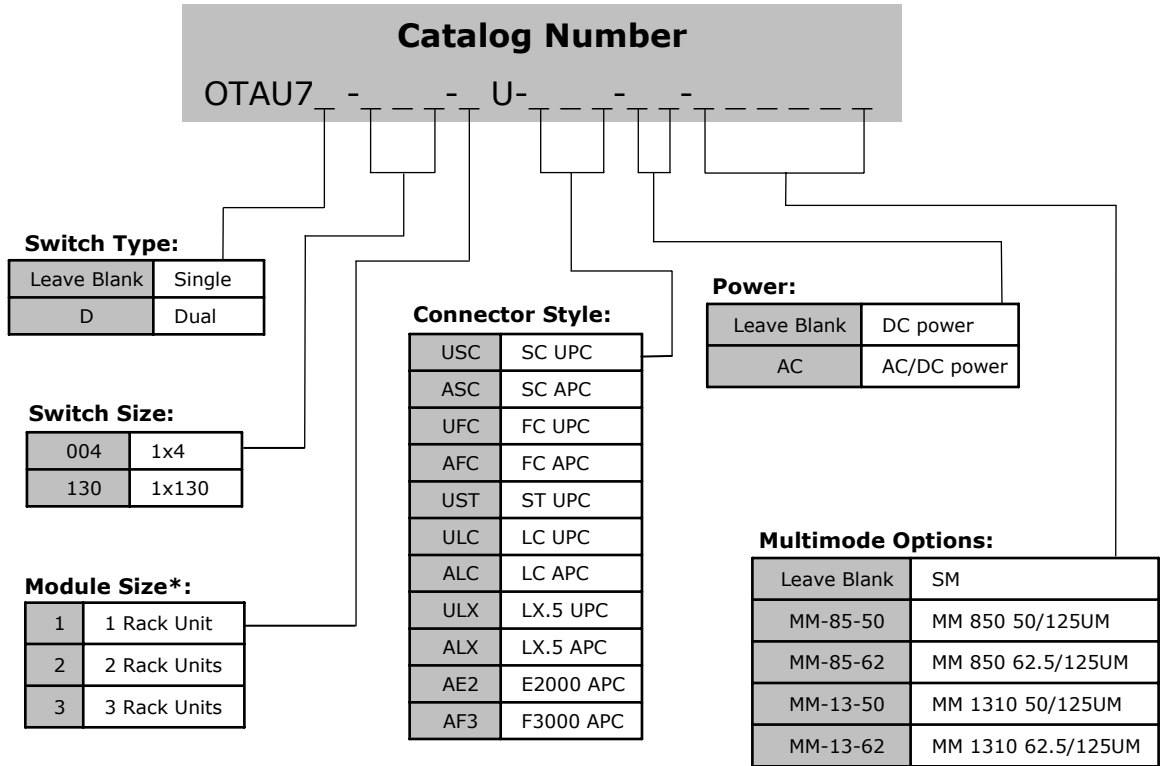 Catalog Number
OTAU7_ -_ _ _-_ U-_ _ _-_ _-_ _ _ _ _ _
Switch Type:
Leave Blank Single
D Dual
Switch Size:
004 1x4
130 1x130
Module Size*:
1 1 Rack Unit
2 2 Rack Units
3 3 Rack Units
Connector Style:
USC SC UPC
ASC SC APC
UFC FC UPC
AFC FC APC
UST ST UPC
ULC LC UPC
ALC LC APC
ULX LX.5 UPC
ALX LX.5 APC
AE2 E2000 APC
AF3 F3000 APC
Power:
Leave Blank DC power
AC AC/DC power
Multimode Options:
Leave Blank SM
MM-85-50 MM 850 50/125UM
MM-85-62 MM 850 62.5/125UM
MM-13-50 MM 1310 50/125UM
MM-13-62 MM 1310 62.5/125UM